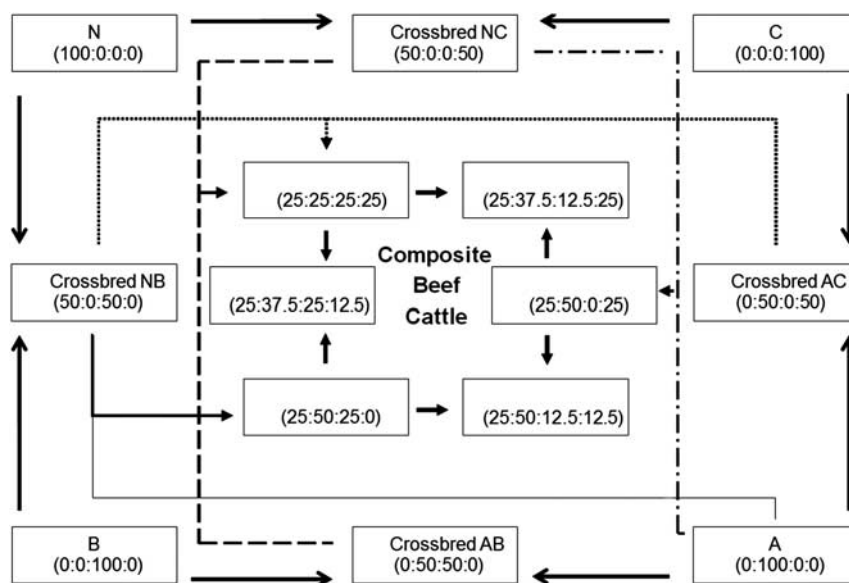 N
(100:0:0:0)
Crossbred NC
(50:0:0:50)
C
(0:0:0:100)
(25:25:25:25)
(25:37.5:12.5:25)
Crossbred NB
(50:0:50:0)
(25:37.5:25:12.5)
Composite
Beef
Cattle
(25:50:0:25)
Crossbred AC
(0:50:0:50)
(25:50:25:0)
(25:50:12.5:12.5)
B
(0:0:100:0)
Crossbred AB
(0:50:50:0)
A
(0:100:0:0)